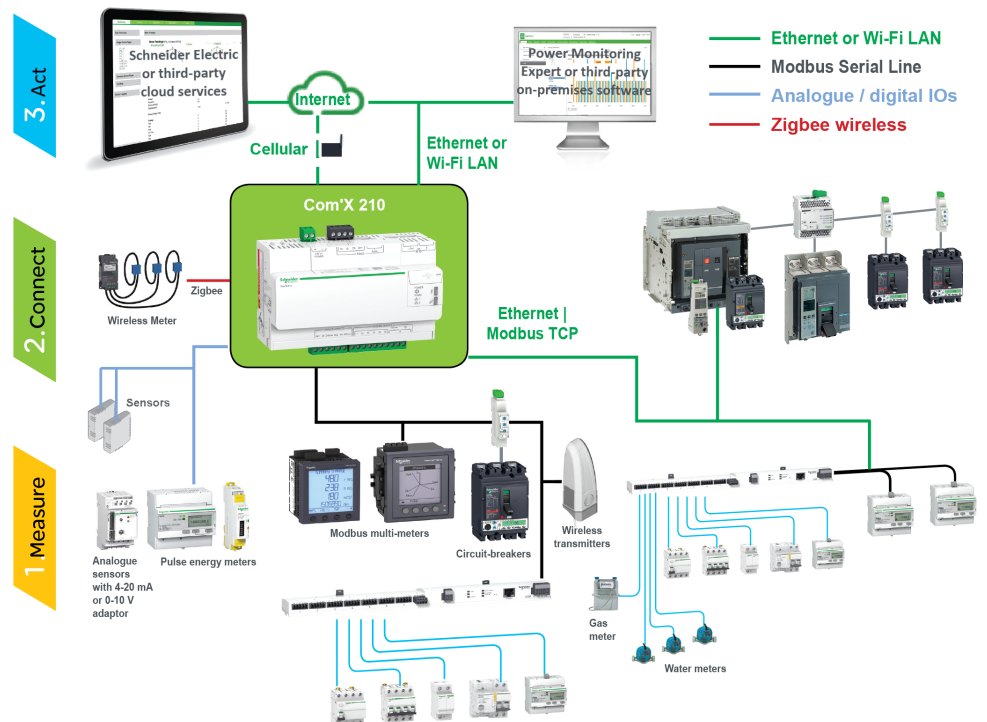 3. Act
Schneider Electric
or third-party
cloud services
Internet
Power Monitoring
Expert or third-party
on-premises software
Ethernet or Wi-Fi LAN
Modbus Serial Line
Analogue / digital IOs
Zigbee wireless
Cellular
Ethernet or
Wi-Fi LAN
2. Connect
Com'X 210
Zigbee
Wireless Meter
Ethernet |
Modbus TCP
Sensors
1 Measure
Analogue
sensors
with 4-20 mA
or 0-10 V
adaptor
Pulse energy meters
Modbus multi-meters
Circuit-breakers
Wireless
transmitters
Gas
meter
Water meters